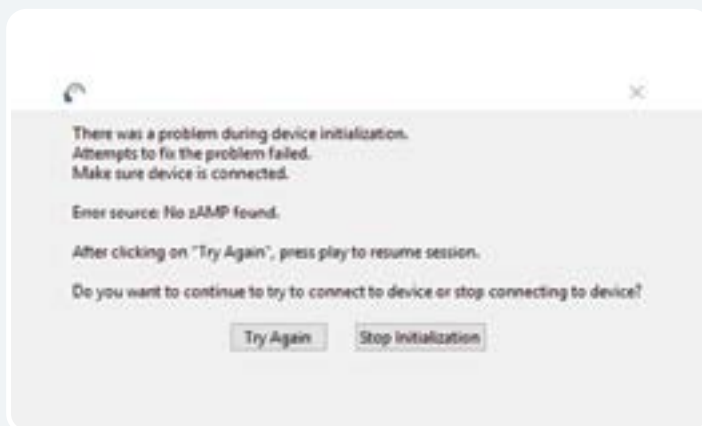 There was a problem during device initialization.
Attempts to fix the problem failed.
Make sure device is connected.
Error source: No zAMP found.
After clicking on "Try Again", press play to resume session.
Do you want to continue to try to connect to device or stop connecting to device?
Try Again
Stop Initialization